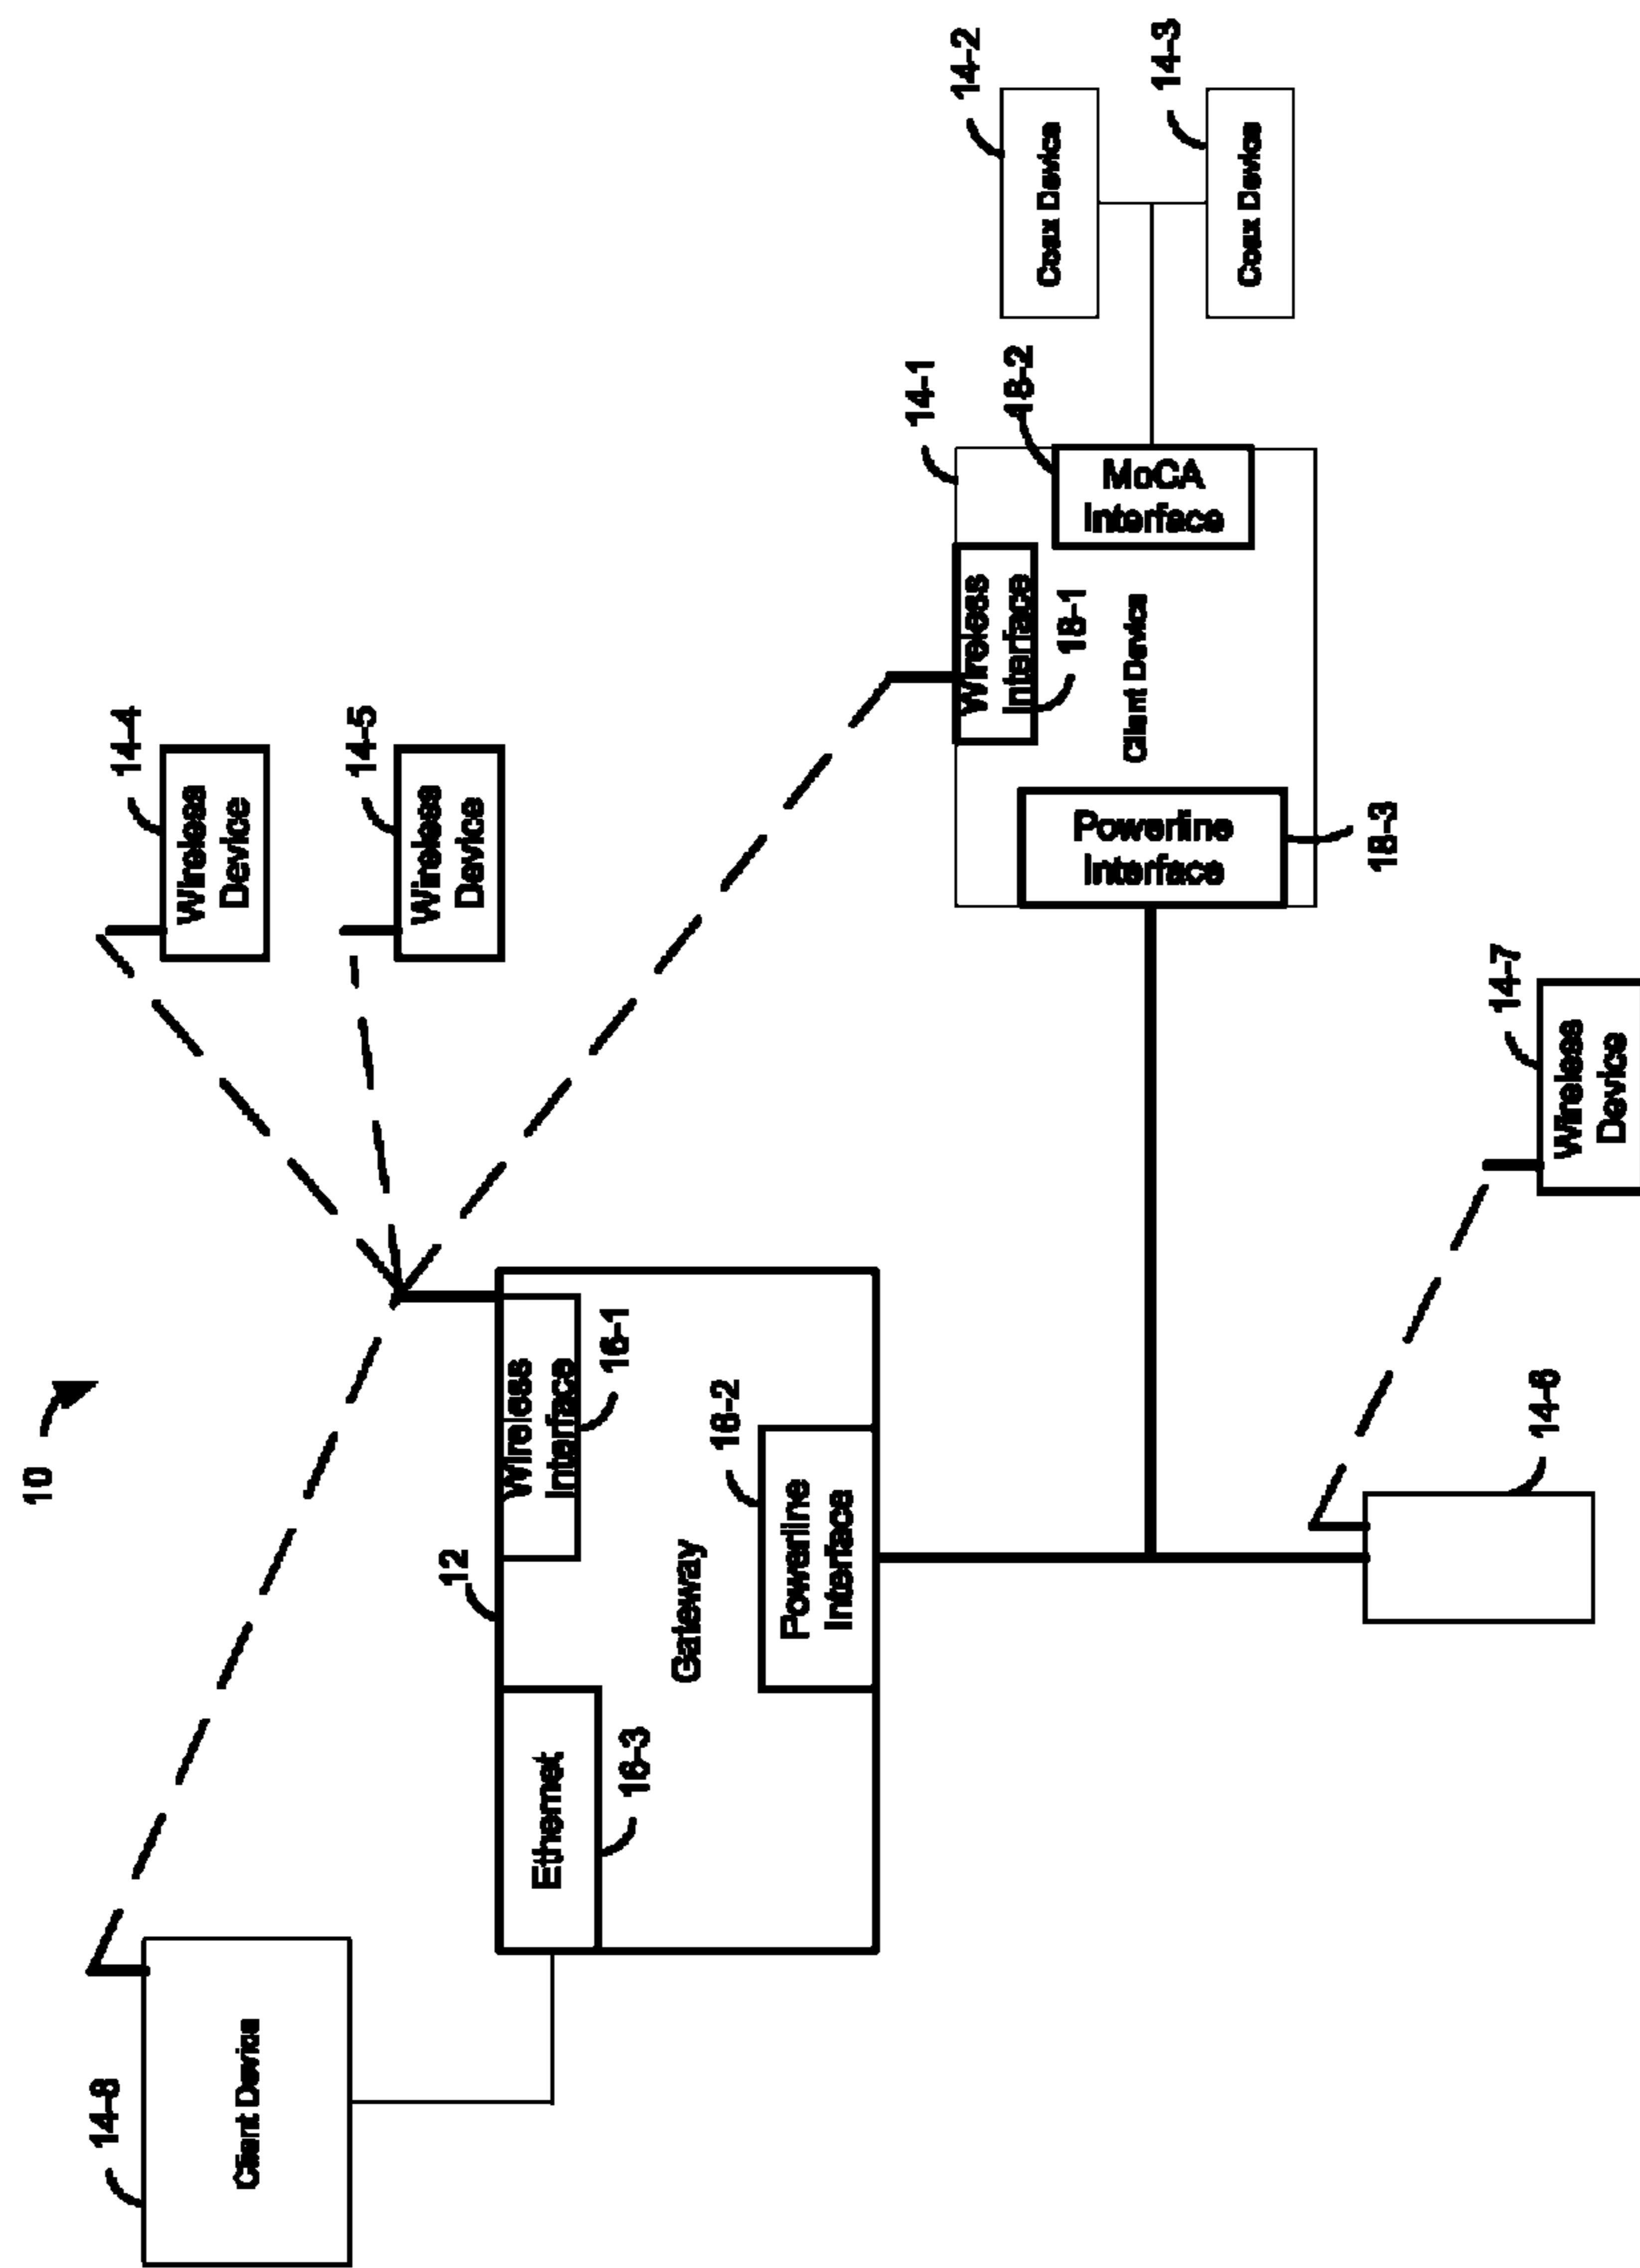 10
14-8
Client Device
14-4
Wireless
Device
14-5
Wireless
Device
12
Ethernet
16-3
Wireless
Interface
16-1
Gateway
16-2
Powerline
Interface
14-1
Wireless
Interface
18-1
18-2
MoCA
Interface
Client Device
Powerline
Interface
18-3
14-2
Coax Device
14-3
Coax Device
14-6
14-7
Wireless
Device